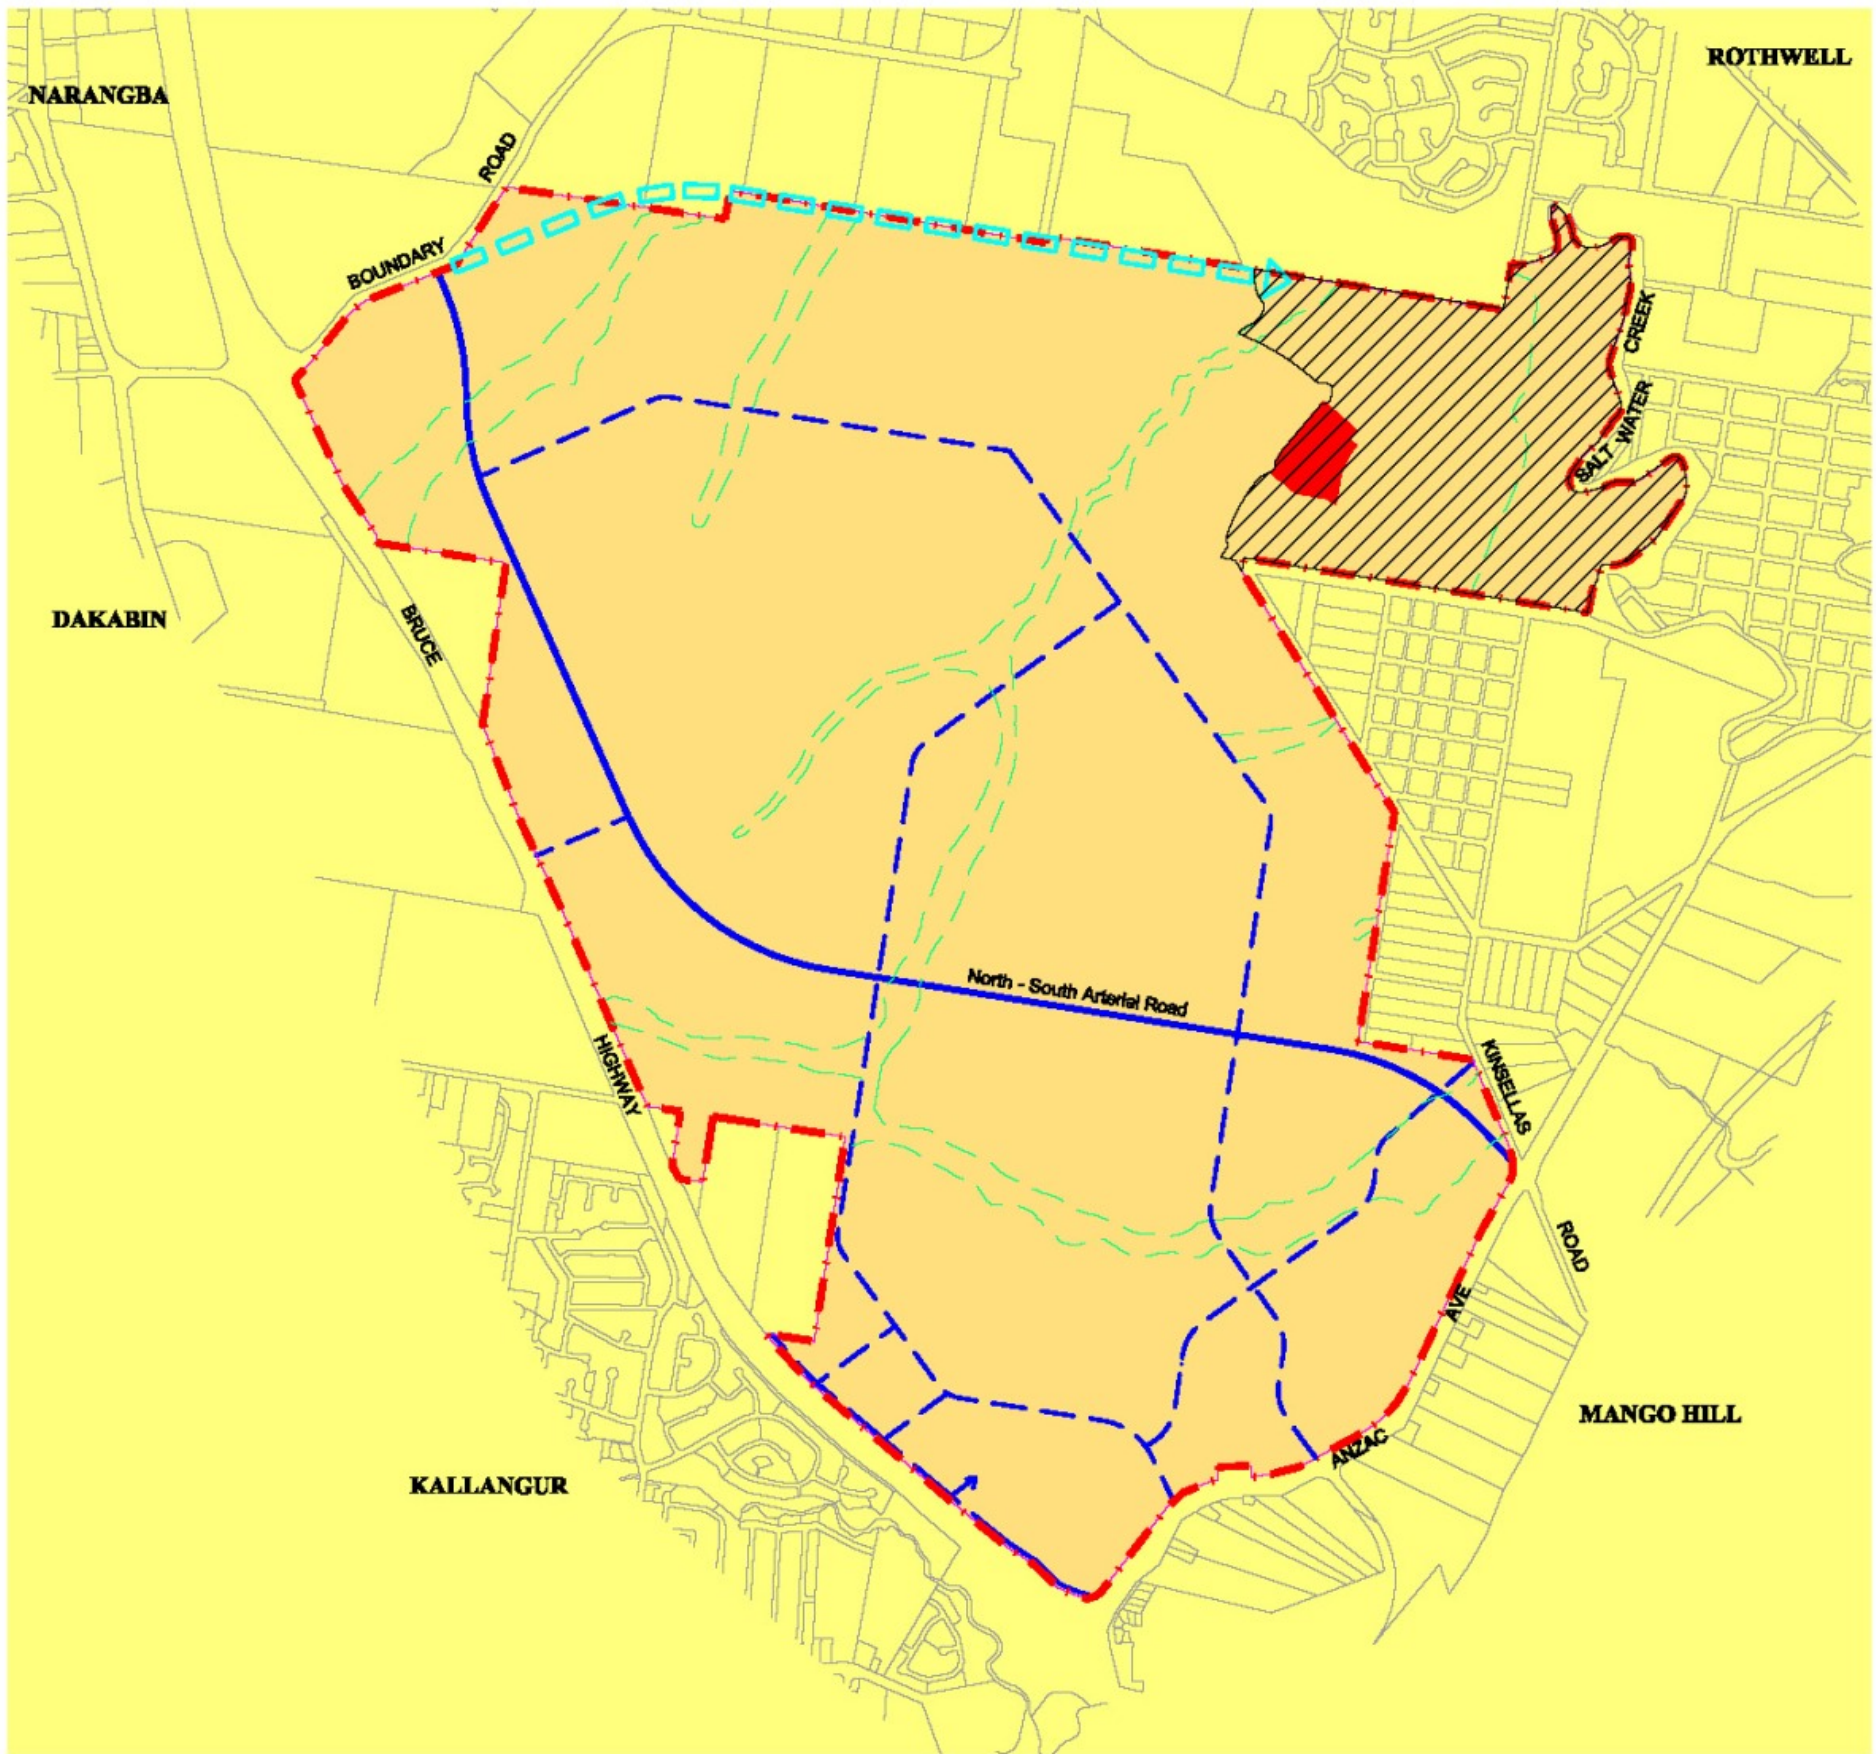 ROTHWELL
NARANGBA
ROAD
BOUNDARY
CREEK
SALT WATER
DAKABIN
BRUCE
North - South Arterial Road
HIGHWAY
KINSELLAS
ROAD
AVE
MANGO HILL
ANZAC
KALLANGUR